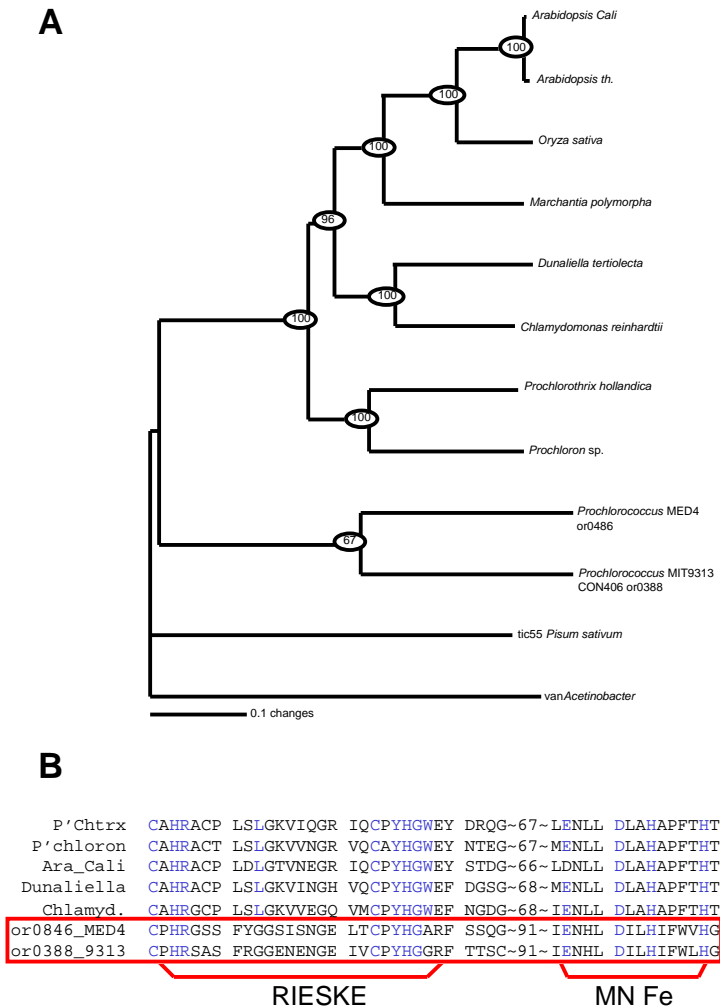 A
Arabidopsis Cali
100
Arabidopsis th.
100
Oryza sativa
100
Marchantia polymorpha
96
Dunaliella tertiolecta
100
Chlamydomonas reinhardtii
100
Prochlorothrix hollandica
100
Prochloron sp.
Prochlorococcus MED4
or0486
67
Prochlorococcus MIT9313
CON406 or0388
tic55 Pisum sativum
vanAcetinobacter
0.1 changes
B
P'Chtrx CAHRACP LSLGKVIQGR IQCPYHGWEY DRQG~67~LENLL DLAHAPFTHT
P'chloron CAHRACT LSLGKVVNGR VQCAYHGWEY NTEG~67~MENLL DLAHAPFTHT
Ara_Cali CAHRACP LDLGTVNEGR IQCPYHGWEY STDG~66~LDNLL DLAHAPFTHT
Dunaliella CAHRACP LSLGKVINGH VQCPYHGWEF DGSG~68~MENLL DLAHAPFTHT
Chlamyd. CAHRGCP LSLGKVVEGQ VMCPYHGWEF NGDG~68~IENLL DLAHAPFTHT
or0846_MED4 CPHRGSS FYGGSISNGE LTCPYHGARF SSQG~91~IENHL DILHIFWVHG
or0388_9313 CPHRSAS FRGGENENGE IVCPYHGGRF TTSC~91~IENHL DILHIFWLHG
RIESKE MN Fe